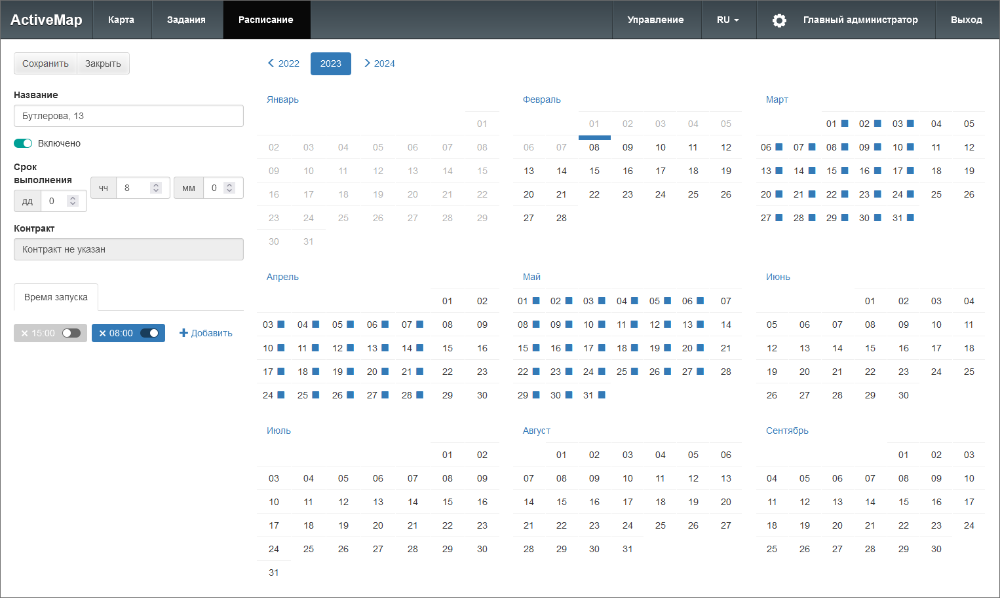 ActiveMap Карта Задания Расписание Управление RU Главный администратор Выход
Сохранить Закрыть
2022 2023 2024
Название
Бутлерова, 13
Включено
Срок
выполнения
дд 0 чч 8 мм 0
Контракт
Контракт не указан
Время запуска
15:00 08:00 Добавить
Январь
01
02 03 04 05 06 07 08
09 10 11 12 13 14 15
16 17 18 19 20 21 22
23 24 25 26 27 28 29
30 31
Февраль
01 02 03 04 05
06 07 08 09 10 11 12
13 14 15 16 17 18 19
20 21 22 23 24 25 26
27 28
Март
01 02 03 04 05
06 07 08 09 10 11 12
13 14 15 16 17 18 19
20 21 22 23 24 25 26
27 28 29 30 31
Апрель
01 02
03 04 05 06 07 08 09
10 11 12 13 14 15 16
17 18 19 20 21 22 23
24 25 26 27 28 29 30
Май
01 02 03 04 05 06 07
08 09 10 11 12 13 14
15 16 17 18 19 20 21
22 23 24 25 26 27 28
29 30 31
Июнь
01 02 03 04
05 06 07 08 09 10 11
12 13 14 15 16 17 18
19 20 21 22 23 24 25
26 27 28 29 30
Июль
01 02
03 04 05 06 07 08 09
10 11 12 13 14 15 16
17 18 19 20 21 22 23
24 25 26 27 28 29 30
31
Август
01 02 03 04 05 06
07 08 09 10 11 12 13
14 15 16 17 18 19 20
21 22 23 24 25 26 27
28 29 30 31
Сентябрь
01 02 03
04 05 06 07 08 09 10
11 12 13 14 15 16 17
18 19 20 21 22 23 24
25 26 27 28 29 30